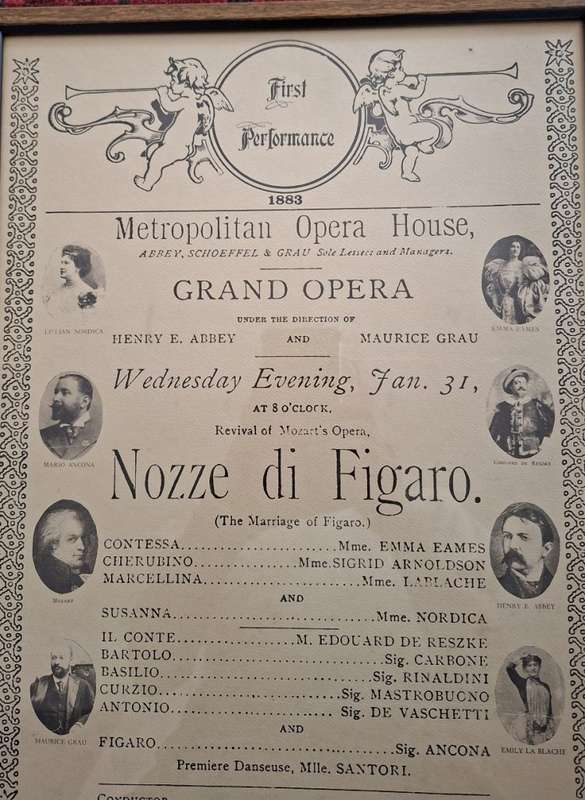 First
Performance
1883
Metropolitan Opera House,
ABBEY, SCHOEFFEL & GRAU Sole Lessees and Managers.
GRAND OPERA
UNDER THE DIRECTION OF
HENRY E. ABBEY AND MAURICE GRAU
LILLIAN NORDICA
EMMA EAMES
Wednesday Evening, Jan. 31,
AT 8 O'CLOCK,
Revival of Mozart's Opera,
MARIO ANCONA
EDOUARD DE RESZKE
Nozze di Figaro.
(The Marriage of Figaro.)
CONTESSA........................Mme. EMMA EAMES
CHERUBINO..................Mme. SIGRID ARNOLDSON
MARCELLINA........................Mme. LABLACHE
AND
SUSANNA............................Mme. NORDICA
MOZART
HENRY E. ABBEY
IL CONTE..................M. EDOUARD DE RESZKE
BARTOLO................................Sig. CARBONE
BASILIO...............................Sig. RINALDINI
CURZIO...........................Sig. MASTROBUGNO
ANTONIO........................ Sig. DE VASCHETTI
AND
FIGARO..............................Sig. ANCONA
MAURICE GRAU
EMILY LA BLACHE
Premiere Danseuse, Mlle. SANTORI.
CONDUCTOR